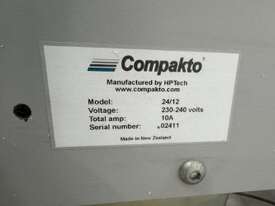 Compakto
Manufactured by HPTech
www.compakto.com
Model: 24/12
Voltage: 230-240 volts
Total amp: 10A
Serial number: 02411
Made in New Zealand